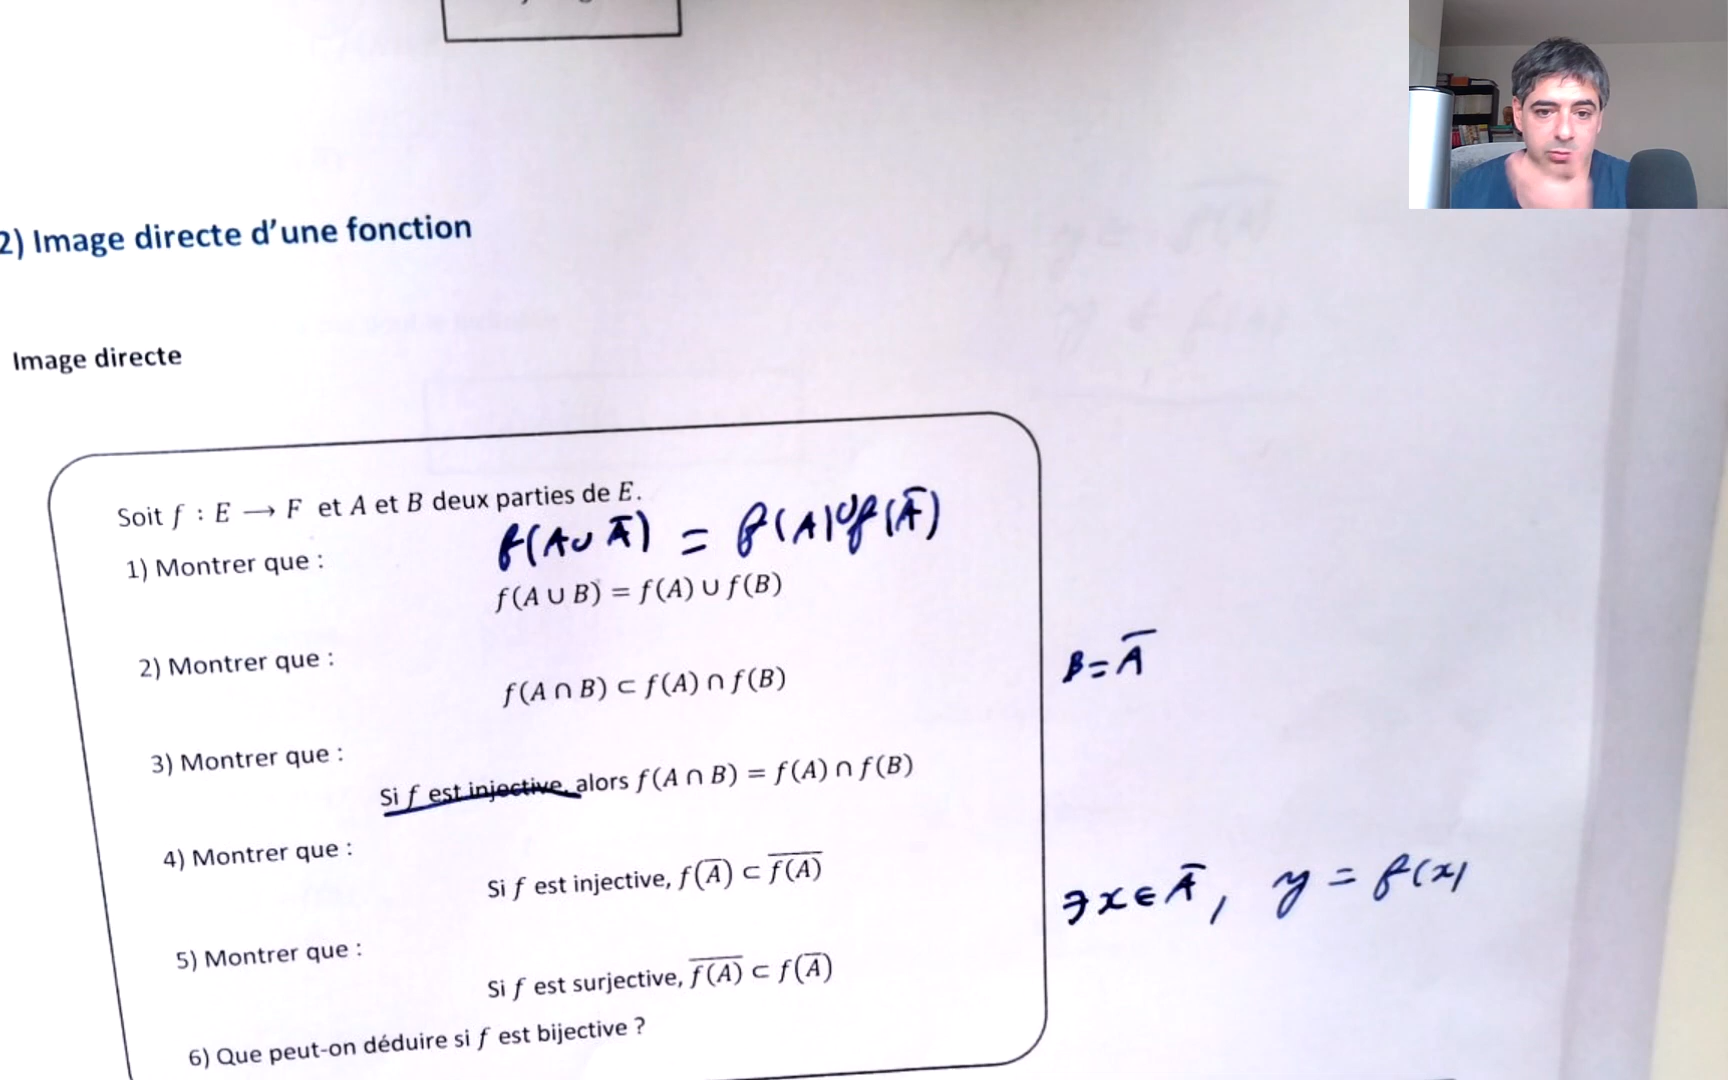 2) Image directe d'une fonction
Image directe
Soit f : E ⟶ F et A et B deux parties de E.
f(A∪Ā) = f(A)∪f(Ā)
1) Montrer que :
f(A ∪ B) = f(A) ∪ f(B)
2) Montrer que :
B = Ā
f(A ∩ B) ⊂ f(A) ∩ f(B)
3) Montrer que :
Si f est injective, alors f(A ∩ B) = f(A) ∩ f(B)
4) Montrer que :
Si f est injective, f(A̅) ⊂ f̅(̅A̅)̅
∃x∈Ā, y = f(x)
5) Montrer que :
Si f est surjective, f̅(̅A̅)̅ ⊂ f(A̅)
6) Que peut-on déduire si f est bijective ?